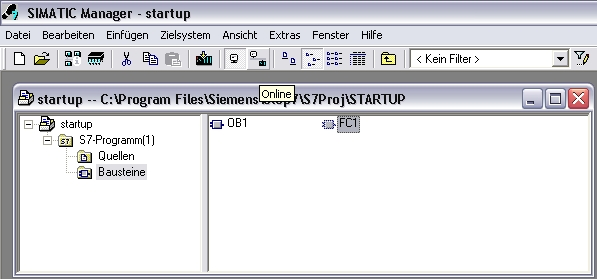 SIMATIC Manager - startup
Datei Bearbeiten Einfügen Zielsystem Ansicht Extras Fenster Hilfe
< Kein Filter >
Online
startup -- C:\Program Files\Siemens\Step7\S7Proj\STARTUP
startup
S7-Programm(1)
Quellen
Bausteine
OB1 FC1